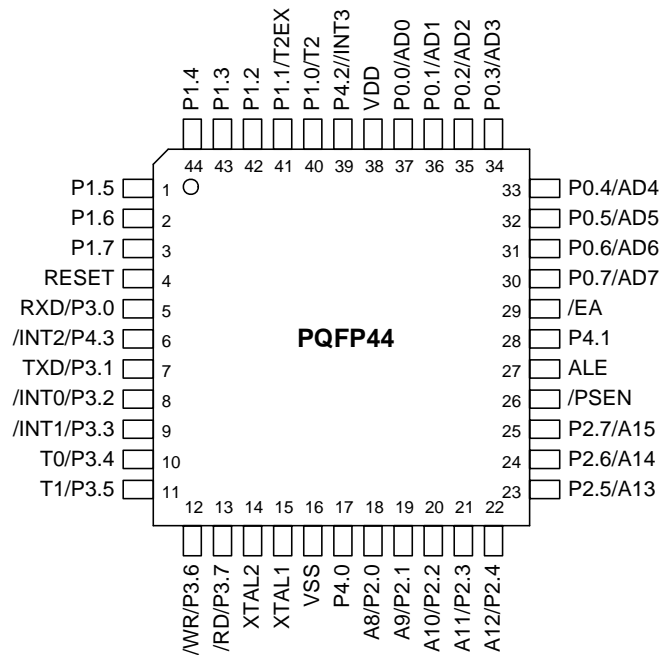 P1.4
P1.3
P1.2
P1.1/T2EX
P1.0/T2
P4.2//INT3
VDD
P0.0/AD0
P0.1/AD1
P0.2/AD2
P0.3/AD3
44 43 42 41 40 39 38 37 36 35 34
P1.5 1 33 P0.4/AD4
P1.6 2 32 P0.5/AD5
P1.7 3 31 P0.6/AD6
RESET 4 30 P0.7/AD7
RXD/P3.0 5 29 /EA
/INT2/P4.3 6 PQFP44 28 P4.1
TXD/P3.1 7 27 ALE
/INT0/P3.2 8 26 /PSEN
/INT1/P3.3 9 25 P2.7/A15
T0/P3.4 10 24 P2.6/A14
T1/P3.5 11 23 P2.5/A13
12 13 14 15 16 17 18 19 20 21 22
/WR/P3.6
/RD/P3.7
XTAL2
XTAL1
VSS
P4.0
A8/P2.0
A9/P2.1
A10/P2.2
A11/P2.3
A12/P2.4